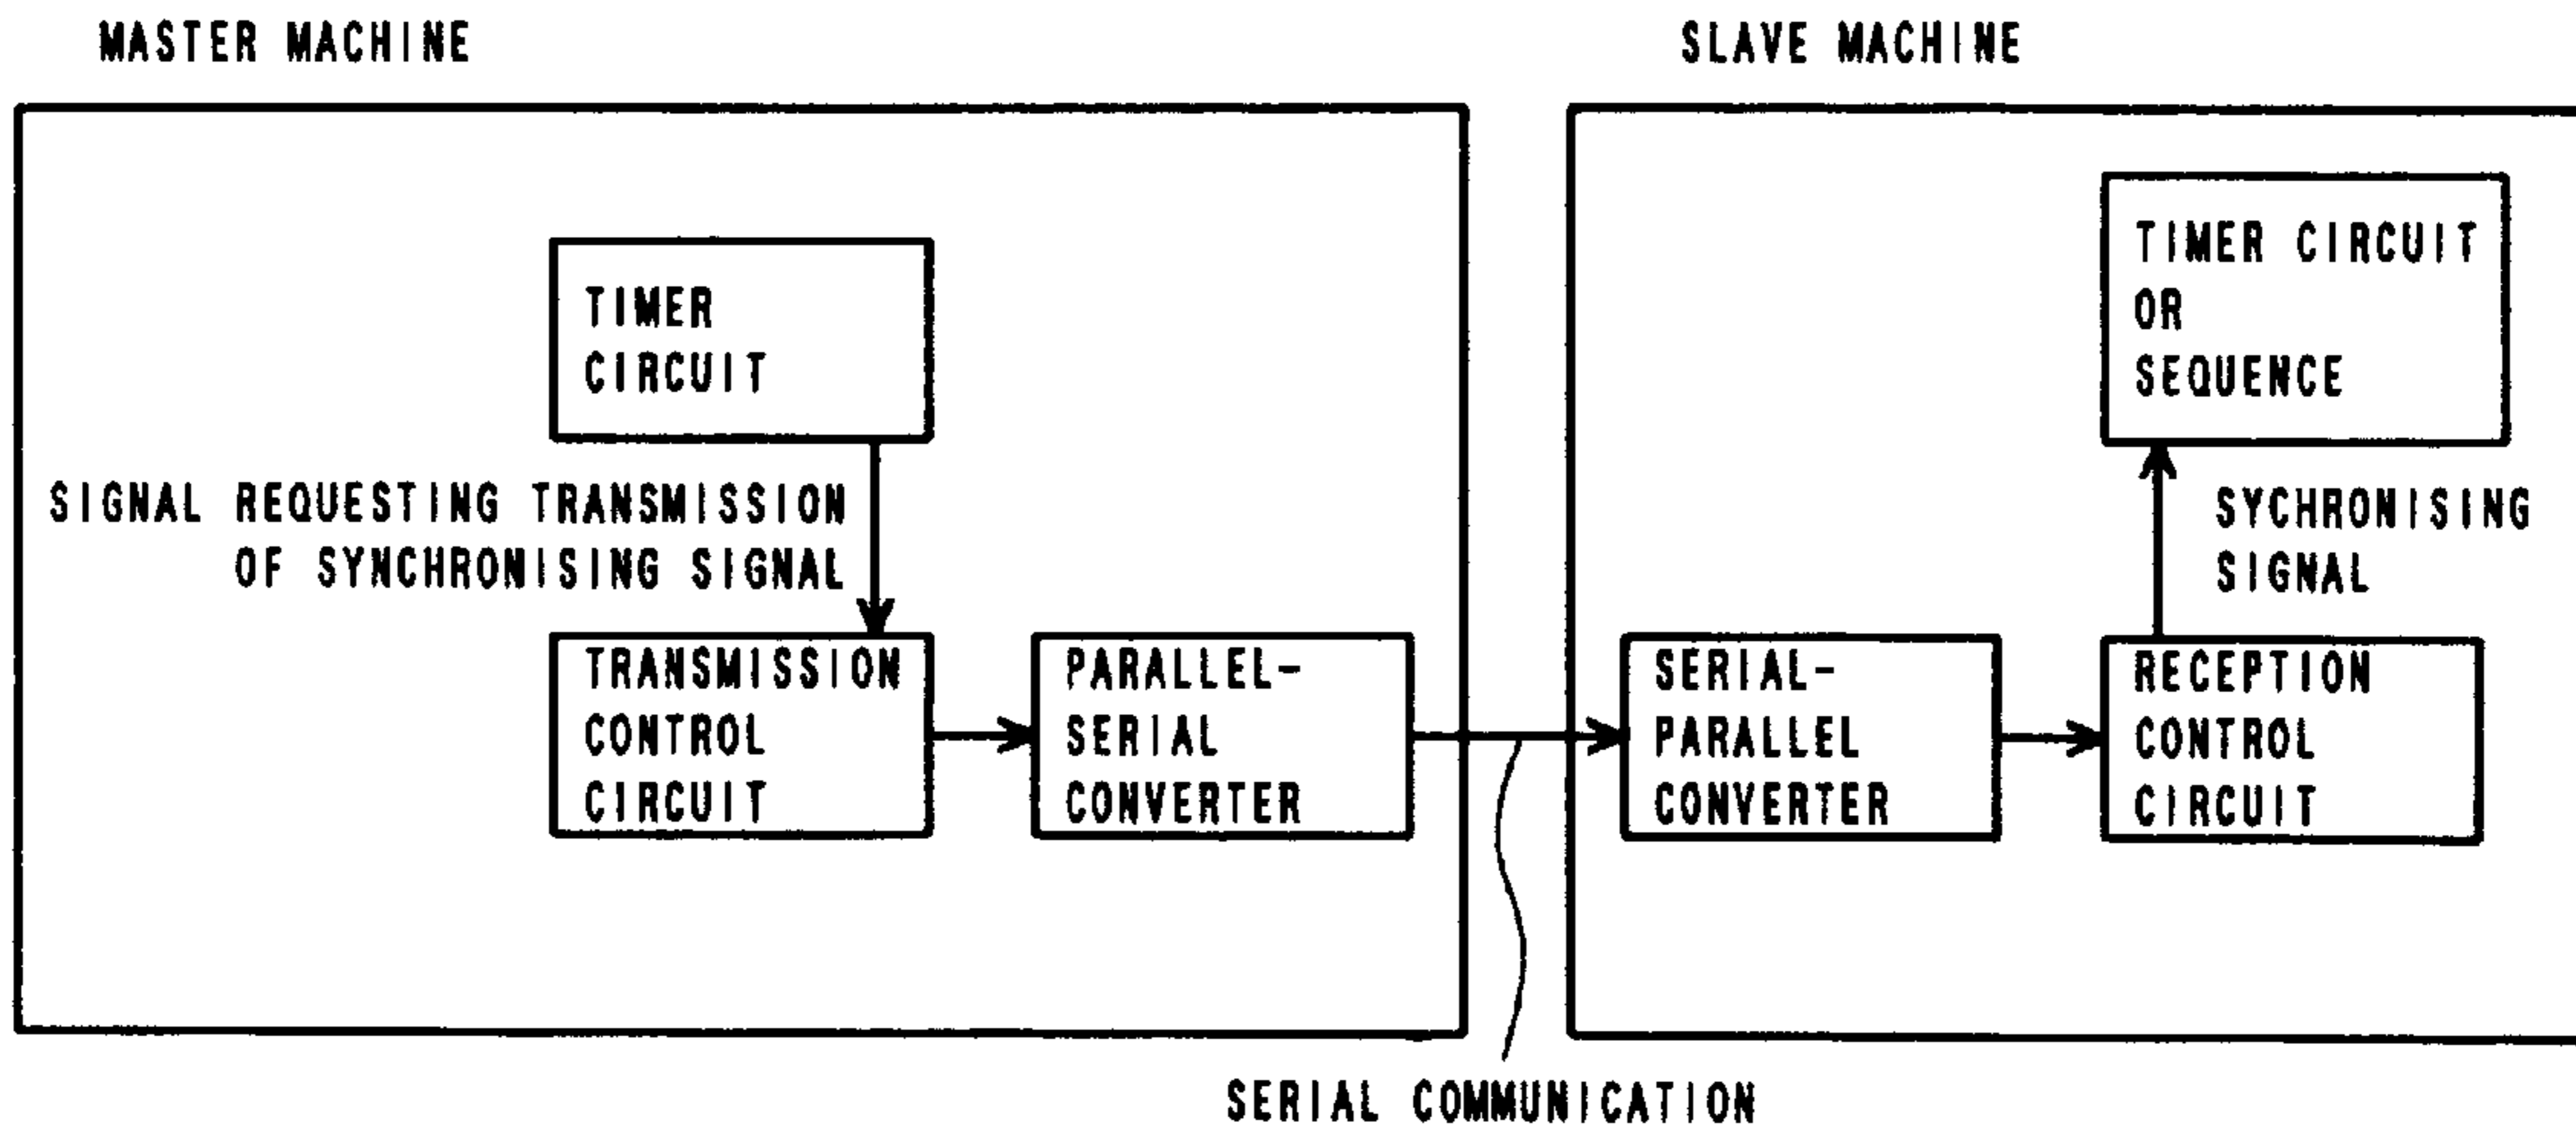 MASTER MACHINE
SLAVE MACHINE
TIMER
CIRCUIT
SIGNAL REQUESTING TRANSMISSION
OF SYNCHRONISING SIGNAL
TRANSMISSION
CONTROL
CIRCUIT
PARALLEL-
SERIAL
CONVERTER
TIMER CIRCUIT
OR
SEQUENCE
SYCHRONISING
SIGNAL
SERIAL-
PARALLEL
CONVERTER
RECEPTION
CONTROL
CIRCUIT
SERIAL COMMUNICATION